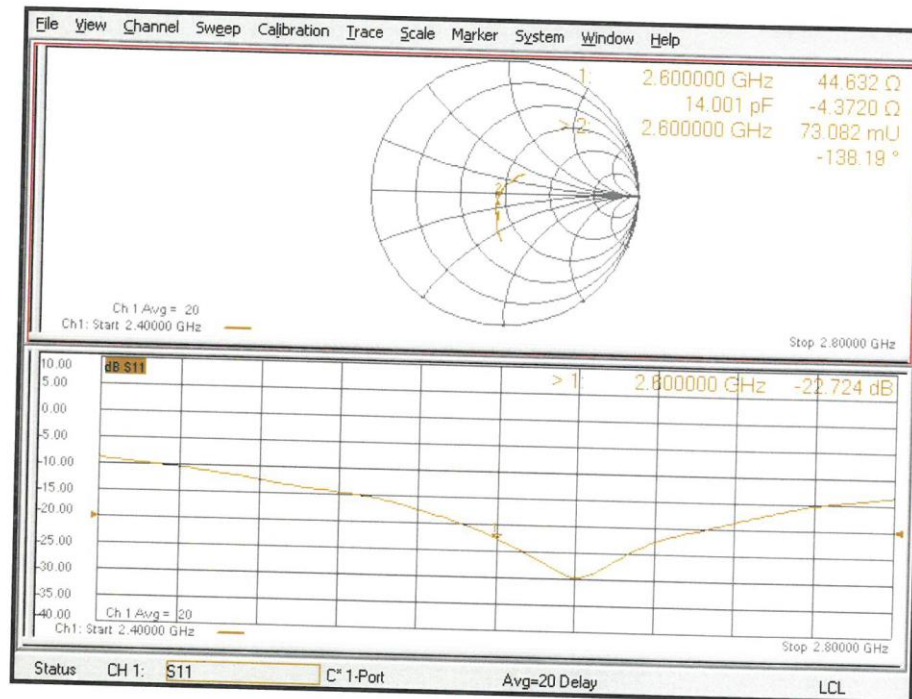 File View Channel Sweep Calibration Trace Scale Marker System Window Help
1: 2.600000 GHz 44.632 Ω
14.001 pF -4.3720 Ω
> 2: 2.600000 GHz 73.082 mU
-138.19 °
Ch 1 Avg = 20
Ch1: Start 2.40000 GHz
Stop 2.80000 GHz
dB S11
> 1: 2.600000 GHz -22.724 dB
10.00
5.00
0.00
-5.00
-10.00
-15.00
-20.00
-25.00
-30.00
-35.00
-40.00
Ch 1 Avg = 20
Ch1: Start 2.40000 GHz
Stop 2.80000 GHz
Status CH 1: S11 C* 1-Port Avg=20 Delay LCL